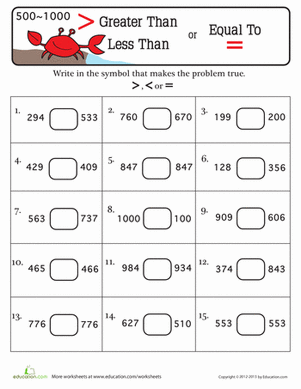 500~1000
> Greater Than or Equal To
Less Than =
Write in the symbol that makes the problem true.
>, < or =
1. 294 533 2. 760 670 3. 199 200
4. 429 409 5. 847 847 6. 128 356
7. 563 737 8. 1000 100 9. 909 606
10. 465 466 11. 984 934 12. 374 843
13. 776 776 14. 627 510 15. 553 553
education.com More worksheets at www.education.com/worksheets Copyright © 2012-2013 by Education.com